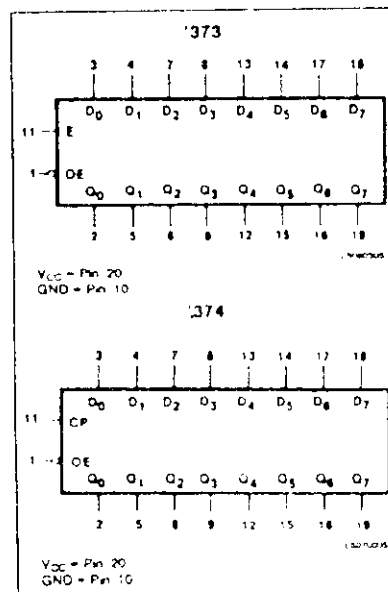 '373
3 4 7 8 13 14 17 18
D0 D1 D2 D3 D4 D5 D6 D7
11 E
1 OE
Q0 Q1 Q2 Q3 Q4 Q5 Q6 Q7
2 5 6 9 12 15 16 19
VCC = Pin 20
GND = Pin 10
'374
3 4 7 8 13 14 17 18
D0 D1 D2 D3 D4 D5 D6 D7
11 CP
1 OE
Q0 Q1 Q2 Q3 Q4 Q5 Q6 Q7
2 5 6 9 12 15 16 19
VCC = Pin 20
GND = Pin 10